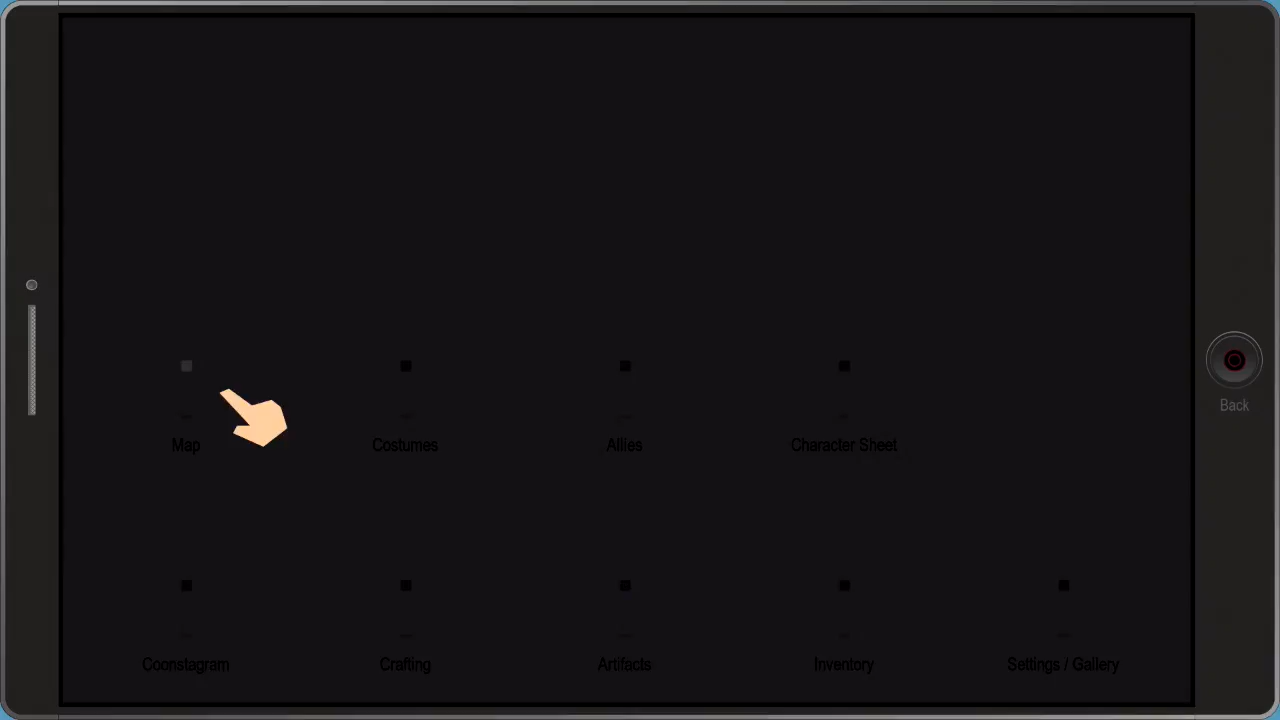 Back
Map
Costumes
Allies
Character Sheet
Coonstagram
Crafting
Artifacts
Inventory
Settings / Gallery